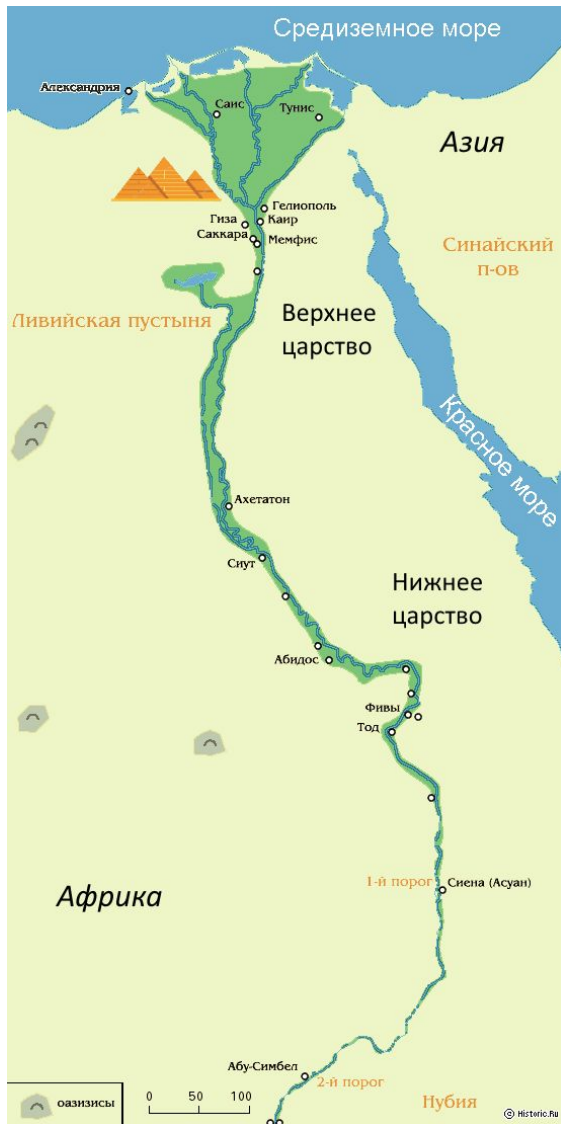 Средиземное море
Александрия
Саис
Тунис
Азия
Гелиополь
Гиза
Каир
Саккара
Мемфис
Синайский
п-ов
Ливийская пустыня
Верхнее
царство
Красное море
Ахетатон
Сиут
Нижнее
царство
Абидос
Фивы
Тод
1-й порог
Сиена (Асуан)
Африка
Абу-Симбел
2-й порог
оазизисы
0 50 100
Нубия
© Historic.Ru